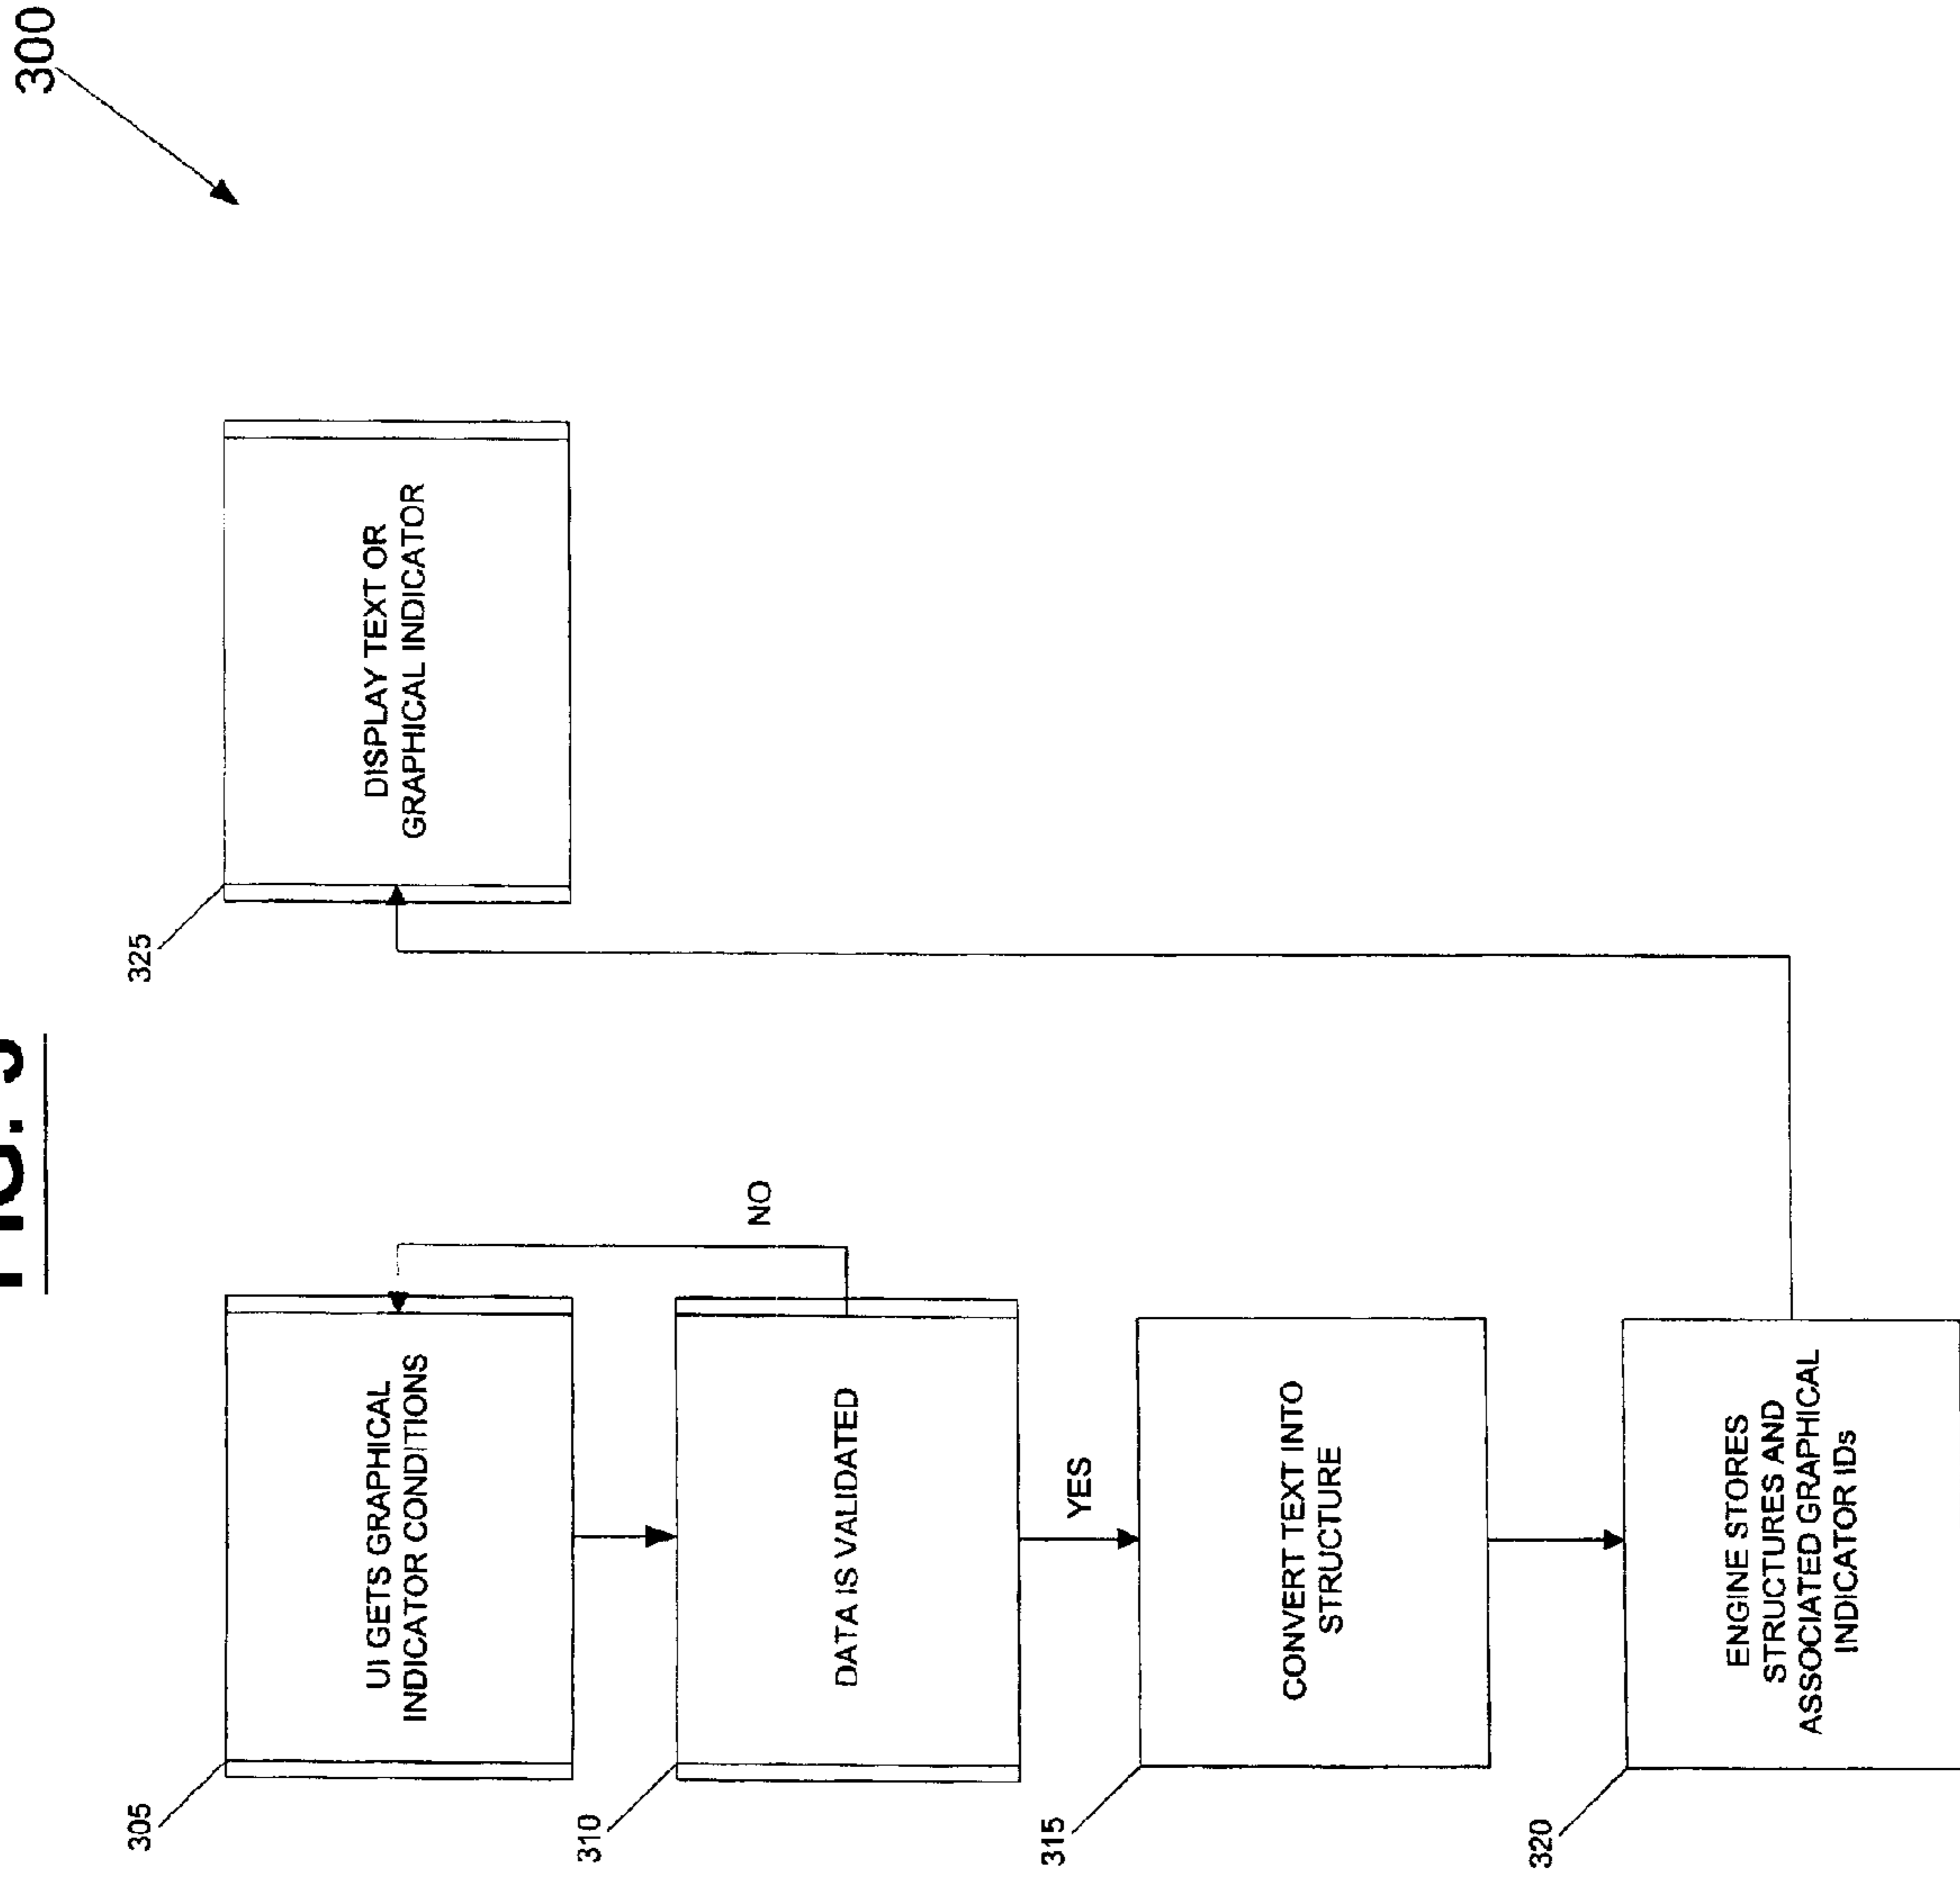 FIG.
300
305
UI GETS GRAPHICAL
INDICATOR CONDITIONS
310
DATA IS VALIDATED
NO
YES
315
CONVERT TEXT INTO
STRUCTURE
320
ENGINE STORES
STRUCTURES AND
ASSOCIATED GRAPHICAL
INDICATOR IDs
325
DISPLAY TEXT OR
GRAPHICAL INDICATOR